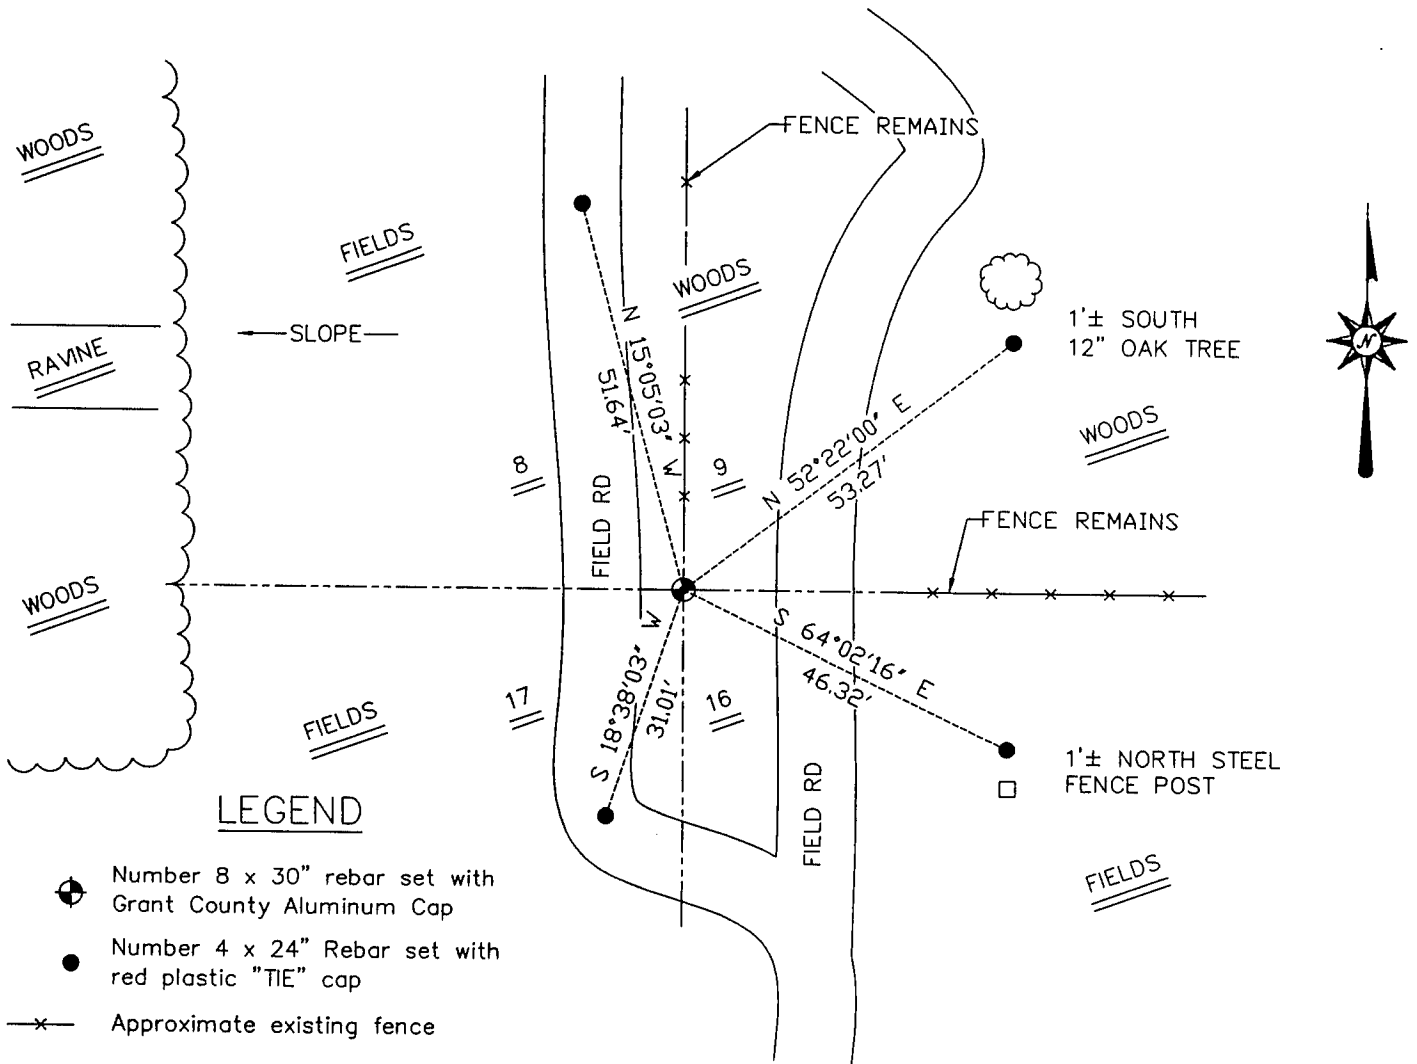 FENCE REMAINS
WOODS
FIELDS
WOODS
SLOPE
RAVINE
1'± SOUTH
12" OAK TREE
N
N 15°05'03" W
51.64'
N 52°22'00" E
53.27'
WOODS
8
9
FIELD RD
FENCE REMAINS
WOODS
S 18°38'03" W
31.01'
S 64°02'16" E
46.32'
17
16
FIELDS
FIELD RD
1'± NORTH STEEL
FENCE POST
FIELDS
LEGEND
Number 8 x 30" rebar set with
Grant County Aluminum Cap
Number 4 x 24" Rebar set with
red plastic "TIE" cap
Approximate existing fence